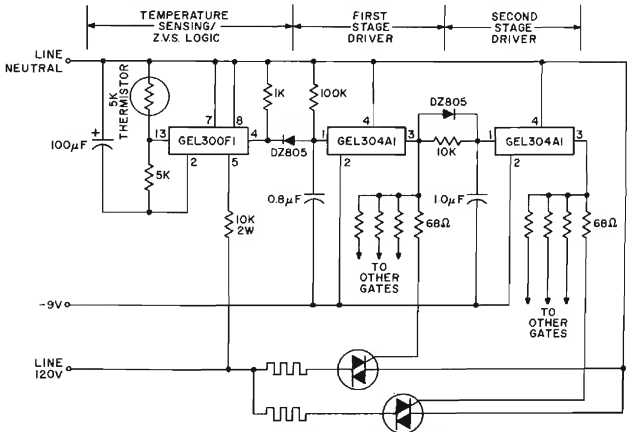 TEMPERATURE SENSING/ Z.V.S. LOGIC
FIRST STAGE DRIVER
SECOND STAGE DRIVER
LINE NEUTRAL
5K THERMISTOR
1K
100K
DZ805
7
8
4
4
100µF
+
13
GEL300F1
4
DZ805
1
GEL304A1
3
10K
1
GEL304A1
3
2
5
2
2
5K
10K 2W
0.8µF
68Ω
1.0µF
68Ω
TO OTHER GATES
TO OTHER GATES
-9V
LINE 120V